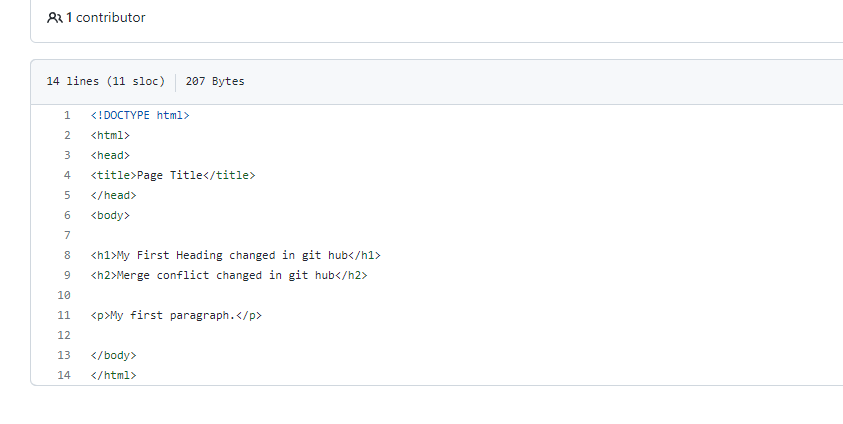 1 contributor
14 lines (11 sloc) 207 Bytes
1 <!DOCTYPE html>
2 <html>
3 <head>
4 <title>Page Title</title>
5 </head>
6 <body>
7
8 <h1>My First Heading changed in git hub</h1>
9 <h2>Merge conflict changed in git hub</h2>
10
11 <p>My first paragraph.</p>
12
13 </body>
14 </html>